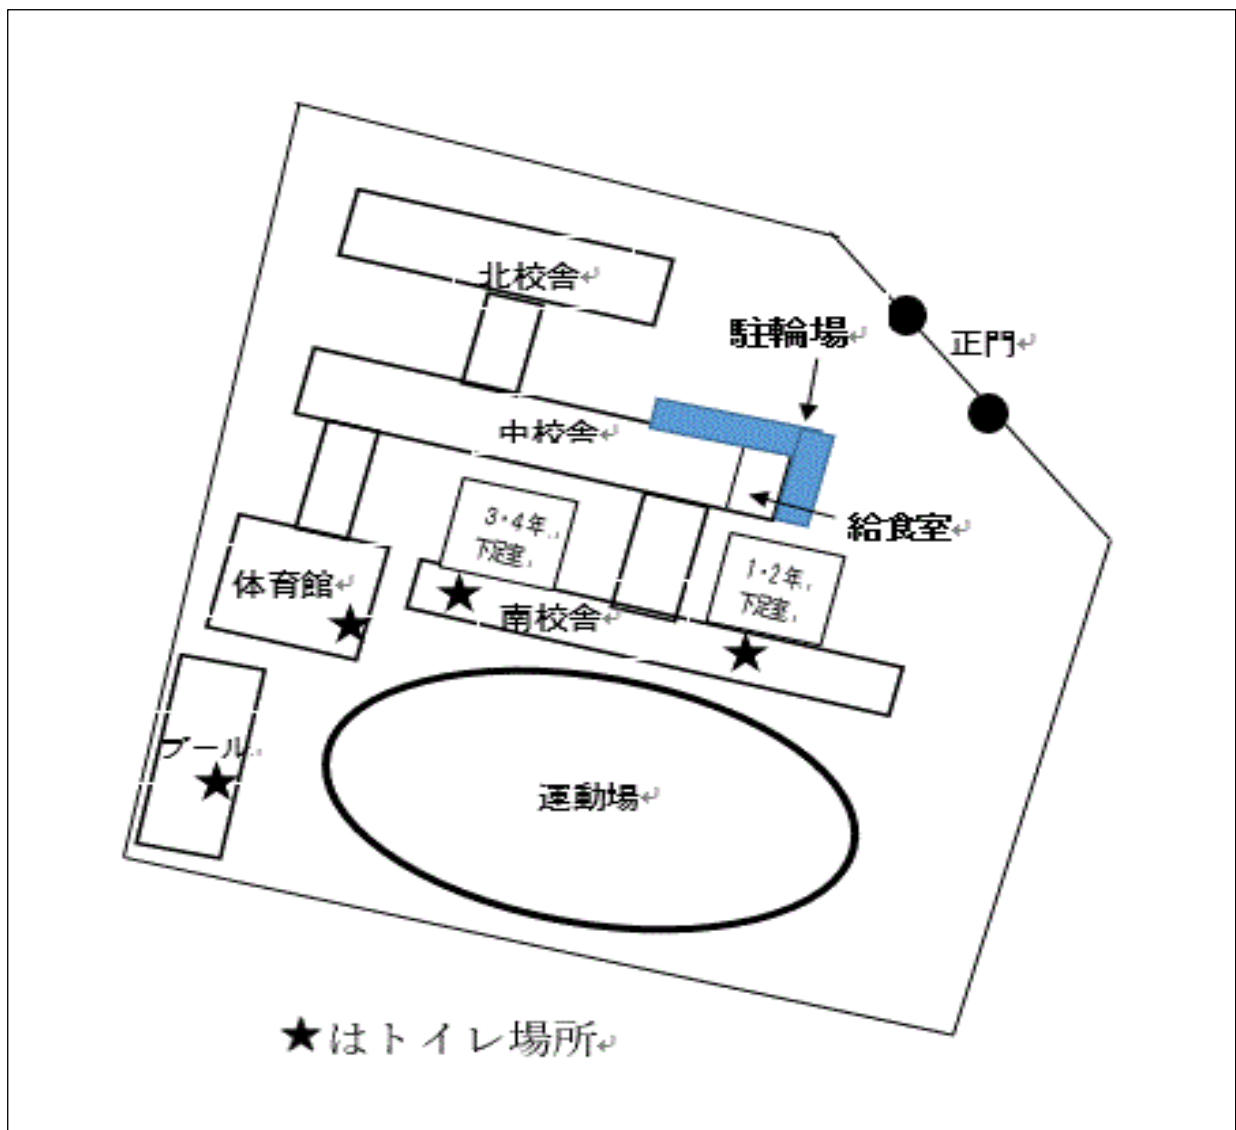 北校舎
駐輪場
正門
中校舎
給食室
3・4年
下足室
1・2年
下足室
体育館
南校舎
プール
運動場
★はトイレ場所